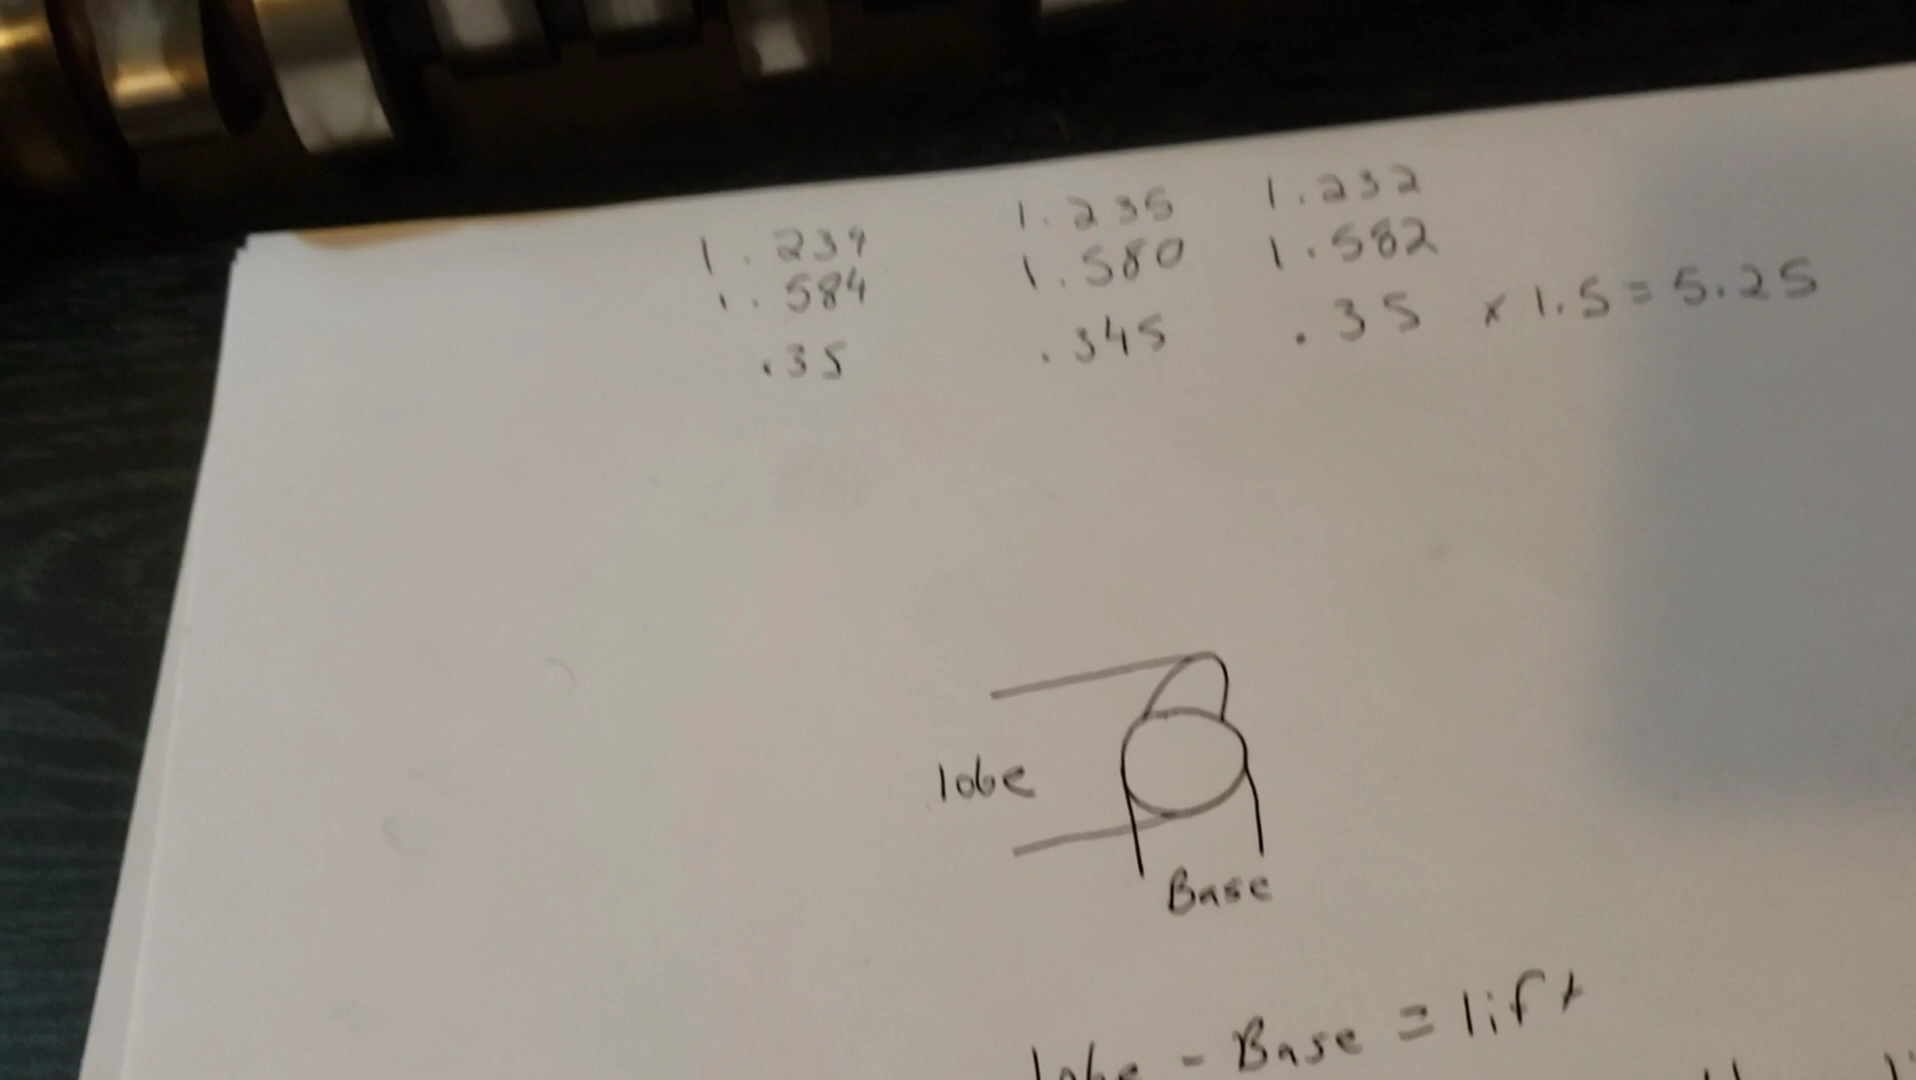 1.239 1.235 1.232
1.584 1.580 1.582
.35 .345 .35 x 1.5 = 5.25
lobe
Base
lobe - Base = lift